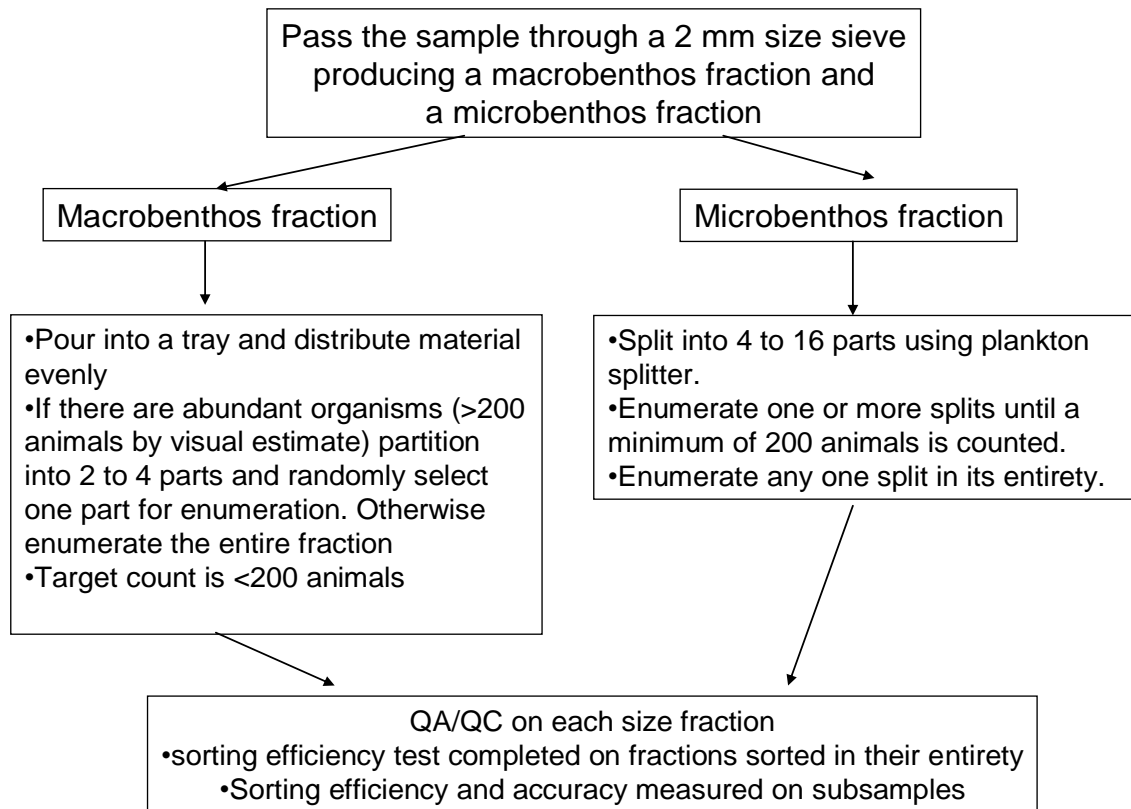 Pass the sample through a 2 mm size sieve
producing a macrobenthos fraction and
a microbenthos fraction
Macrobenthos fraction
Microbenthos fraction
•Pour into a tray and distribute material
evenly
•If there are abundant organisms (>200
animals by visual estimate) partition
into 2 to 4 parts and randomly select
one part for enumeration. Otherwise
enumerate the entire fraction
•Target count is <200 animals
•Split into 4 to 16 parts using plankton
splitter.
•Enumerate one or more splits until a
minimum of 200 animals is counted.
•Enumerate any one split in its entirety.
QA/QC on each size fraction
•sorting efficiency test completed on fractions sorted in their entirety
•Sorting efficiency and accuracy measured on subsamples